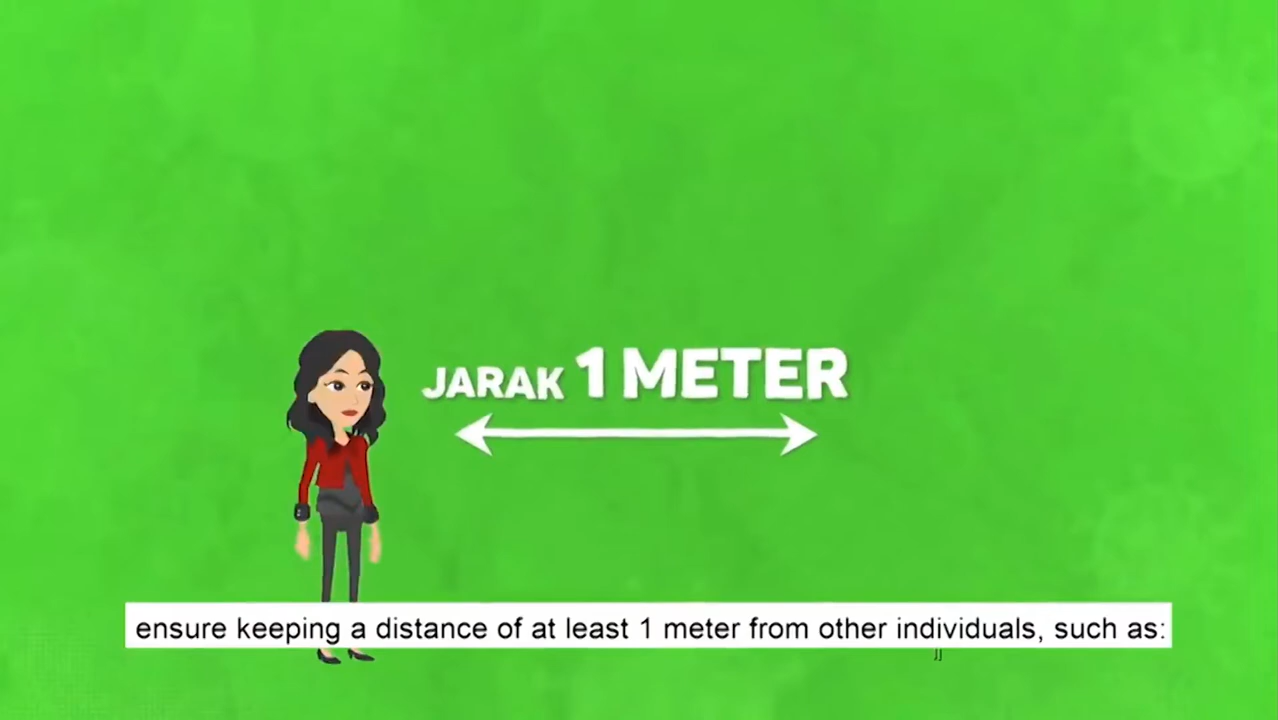 JARAK 1 METER
ensure keeping a distance of at least 1 meter from other individuals, such as: